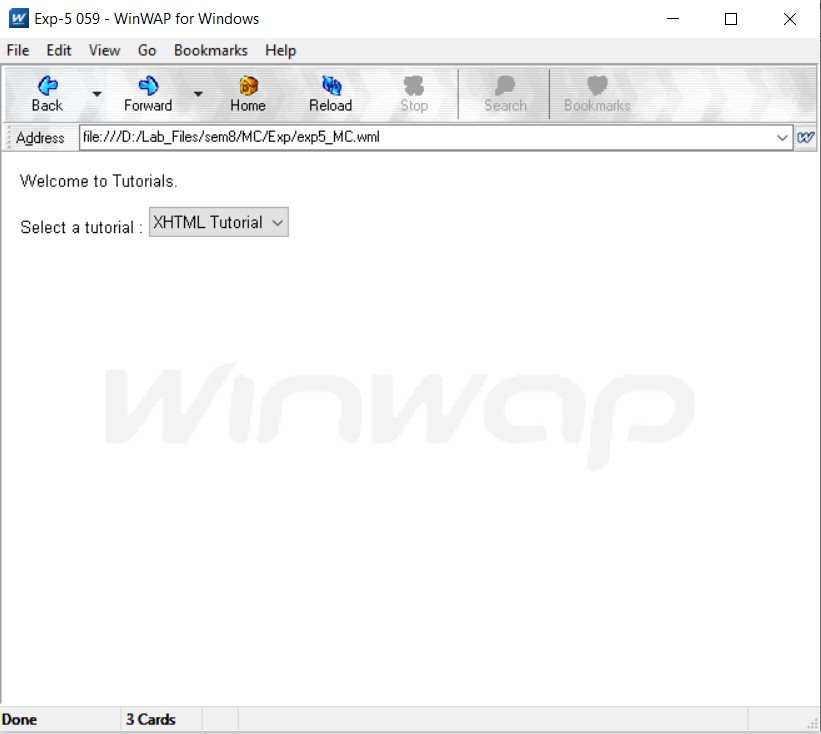 Exp-5 059 - WinWAP for Windows
File Edit View Go Bookmarks Help
Back Forward Home Reload Stop Search Bookmarks
Address file:///D:/Lab_Files/sem8/MC/Exp/exp5_MC.wml
Welcome to Tutorials.
Select a tutorial : XHTML Tutorial
Winwap
Done 3 Cards